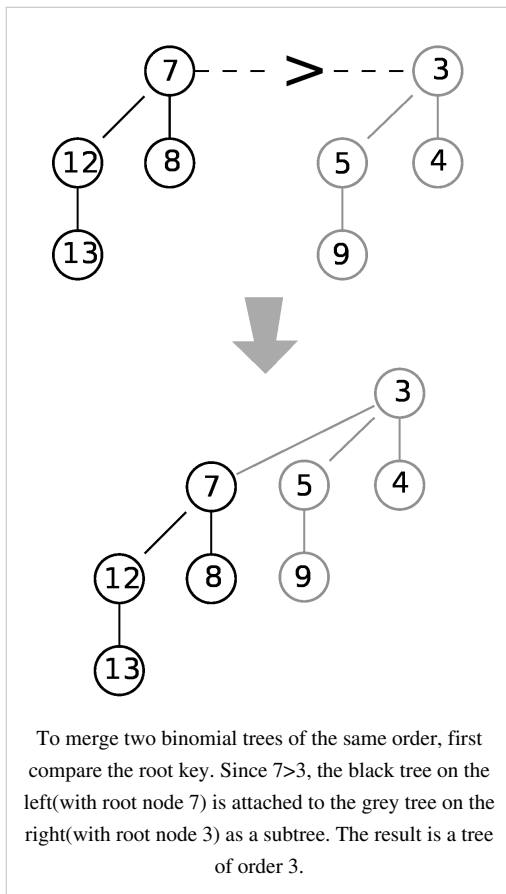 7 > 3
12 8 5 4
13 9
3
7 5 4
12 8 9
13
To merge two binomial trees of the same order, first
compare the root key. Since 7>3, the black tree on the
left(with root node 7) is attached to the grey tree on the
right(with root node 3) as a subtree. The result is a tree
of order 3.